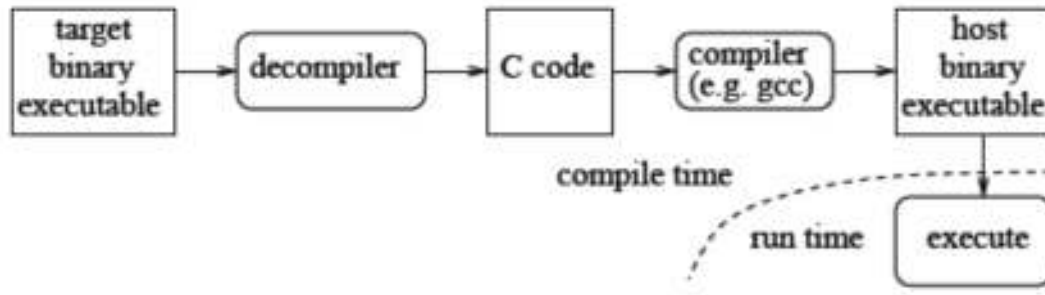 target
binary
executable
decompiler
C code
compiler
(e.g. gcc)
host
binary
executable
compile time
run time
execute